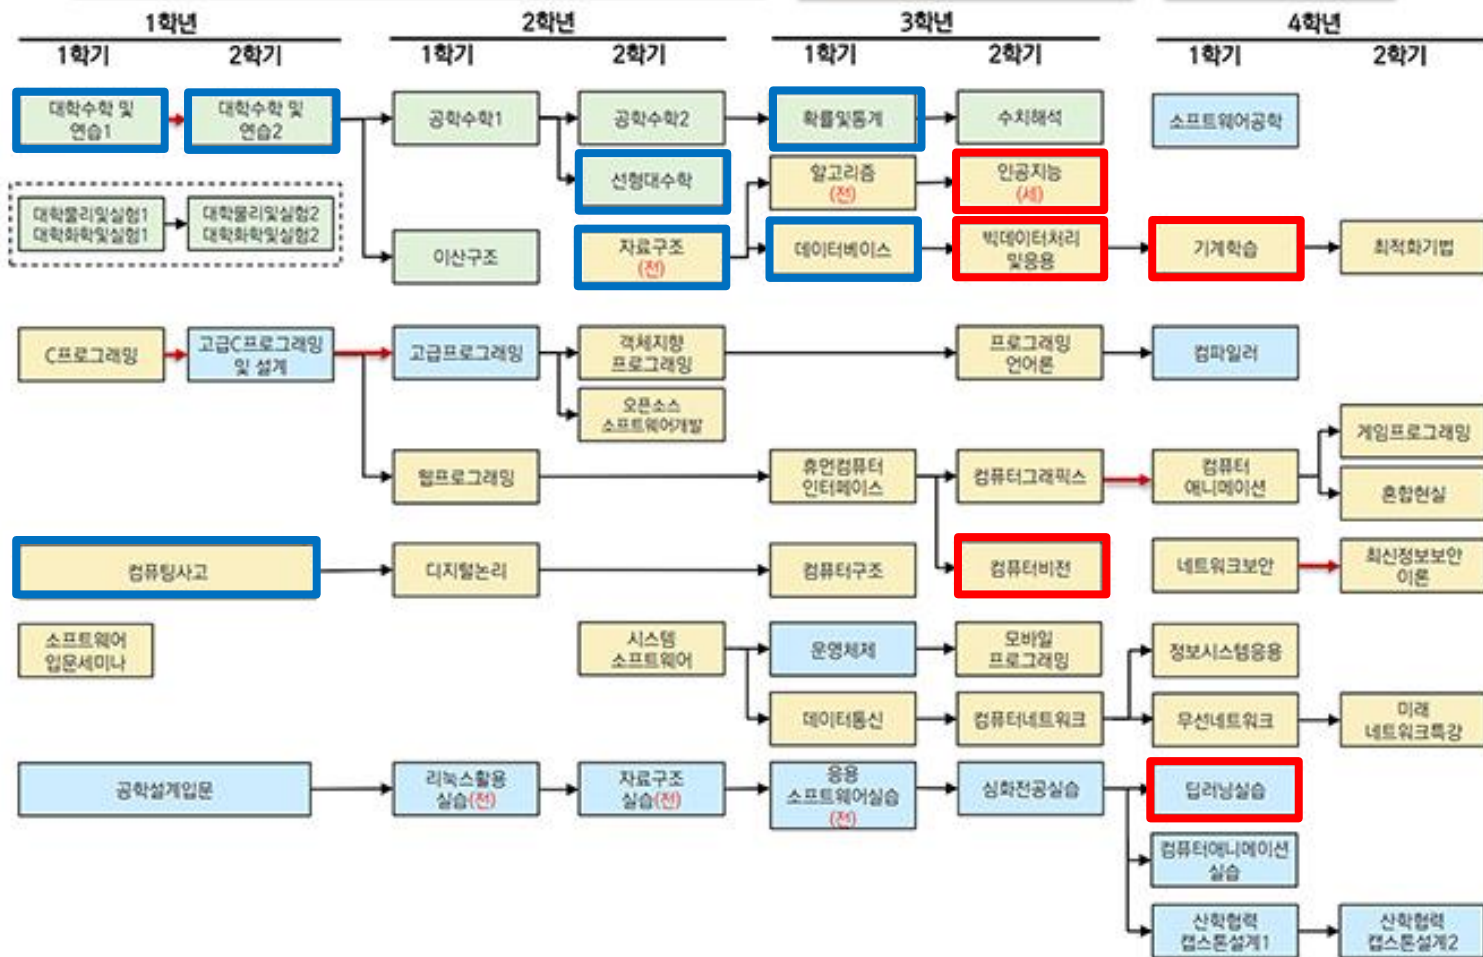 1학년
2학년
3학년
4학년
1학기
2학기
1학기
2학기
1학기
2학기
1학기
2학기
대학수학 및
연습1
대학수학 및
연습2
공학수학1
공학수학2
확률및통계
수치해석
소프트웨어공학
선형대수학
알고리즘
(전)
인공지능
(세)
대학물리및실험1
대학화학및실험1
대학물리및실험2
대학화학및실험2
이산구조
자료구조
(전)
데이터베이스
빅데이터처리
및응용
기계학습
최적화기법
C프로그래밍
고급C프로그래밍
및 설계
고급프로그래밍
객체지향
프로그래밍
프로그래밍
언어론
컴파일러
오픈소스
소프트웨어개발
웹프로그래밍
휴먼컴퓨터
인터페이스
컴퓨터그래픽스
컴퓨터
애니메이션
게임프로그래밍
혼합현실
컴퓨팅사고
디지털논리
컴퓨터구조
컴퓨터비전
네트워크보안
최신정보보안
이론
소프트웨어
입문세미나
시스템
소프트웨어
운영체제
모바일
프로그래밍
정보시스템응용
데이터통신
컴퓨터네트워크
무선네트워크
미래
네트워크특강
공학설계입문
리눅스활용
실습(전)
자료구조
실습(전)
응용
소프트웨어실습
(전)
심화전공실습
딥러닝실습
컴퓨터애니메이션
실습
산학협력
캡스톤설계1
산학협력
캡스톤설계2